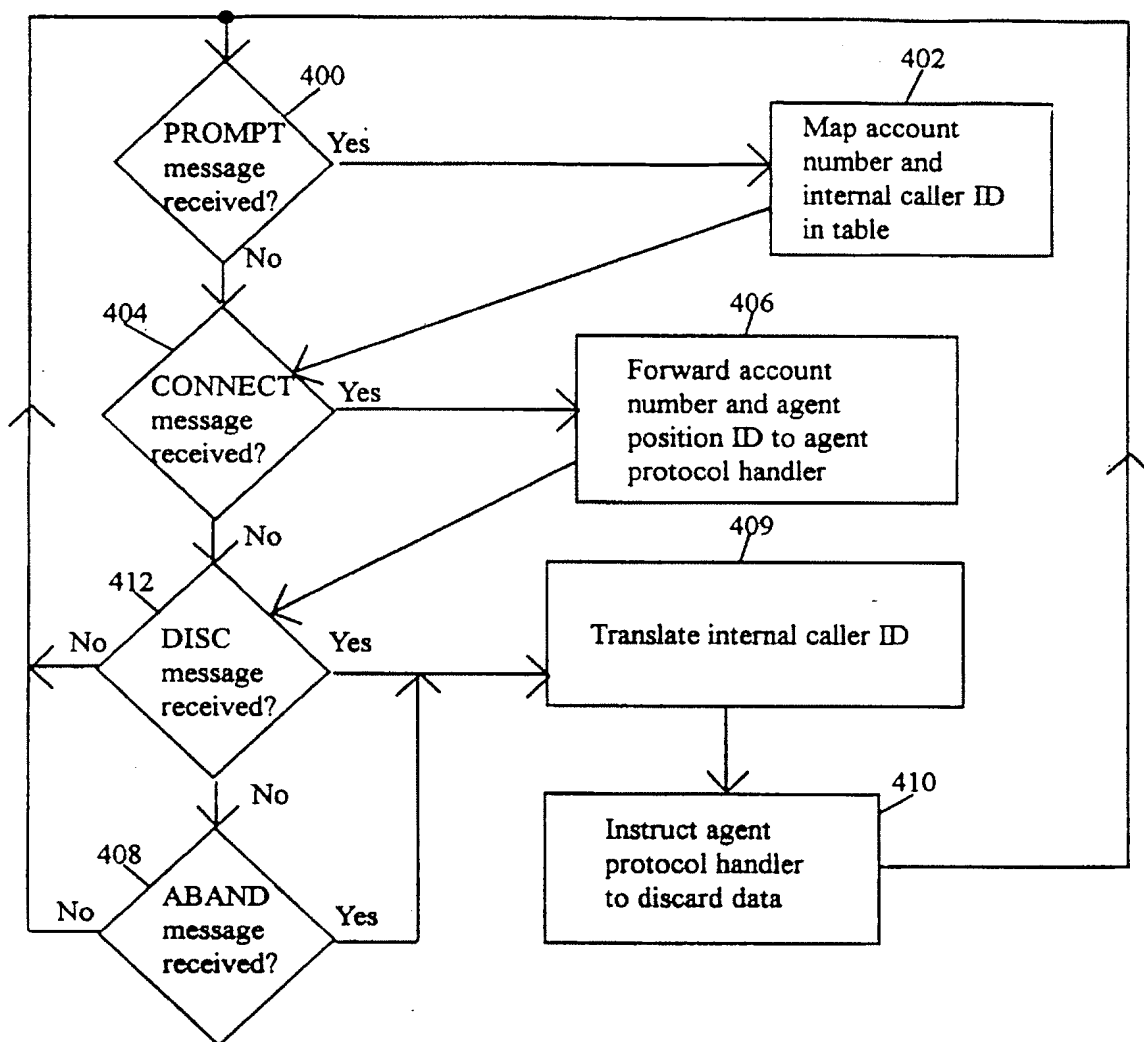 400
PROMPT
message
received?
Yes
No
402
Map account
number and
internal caller ID
in table
404
CONNECT
message
received?
Yes
No
406
Forward account
number and agent
position ID to agent
protocol handler
412
DISC
message
received?
No
Yes
No
409
Translate internal caller ID
408
ABAND
message
received?
No
Yes
410
Instruct agent
protocol handler
to discard data